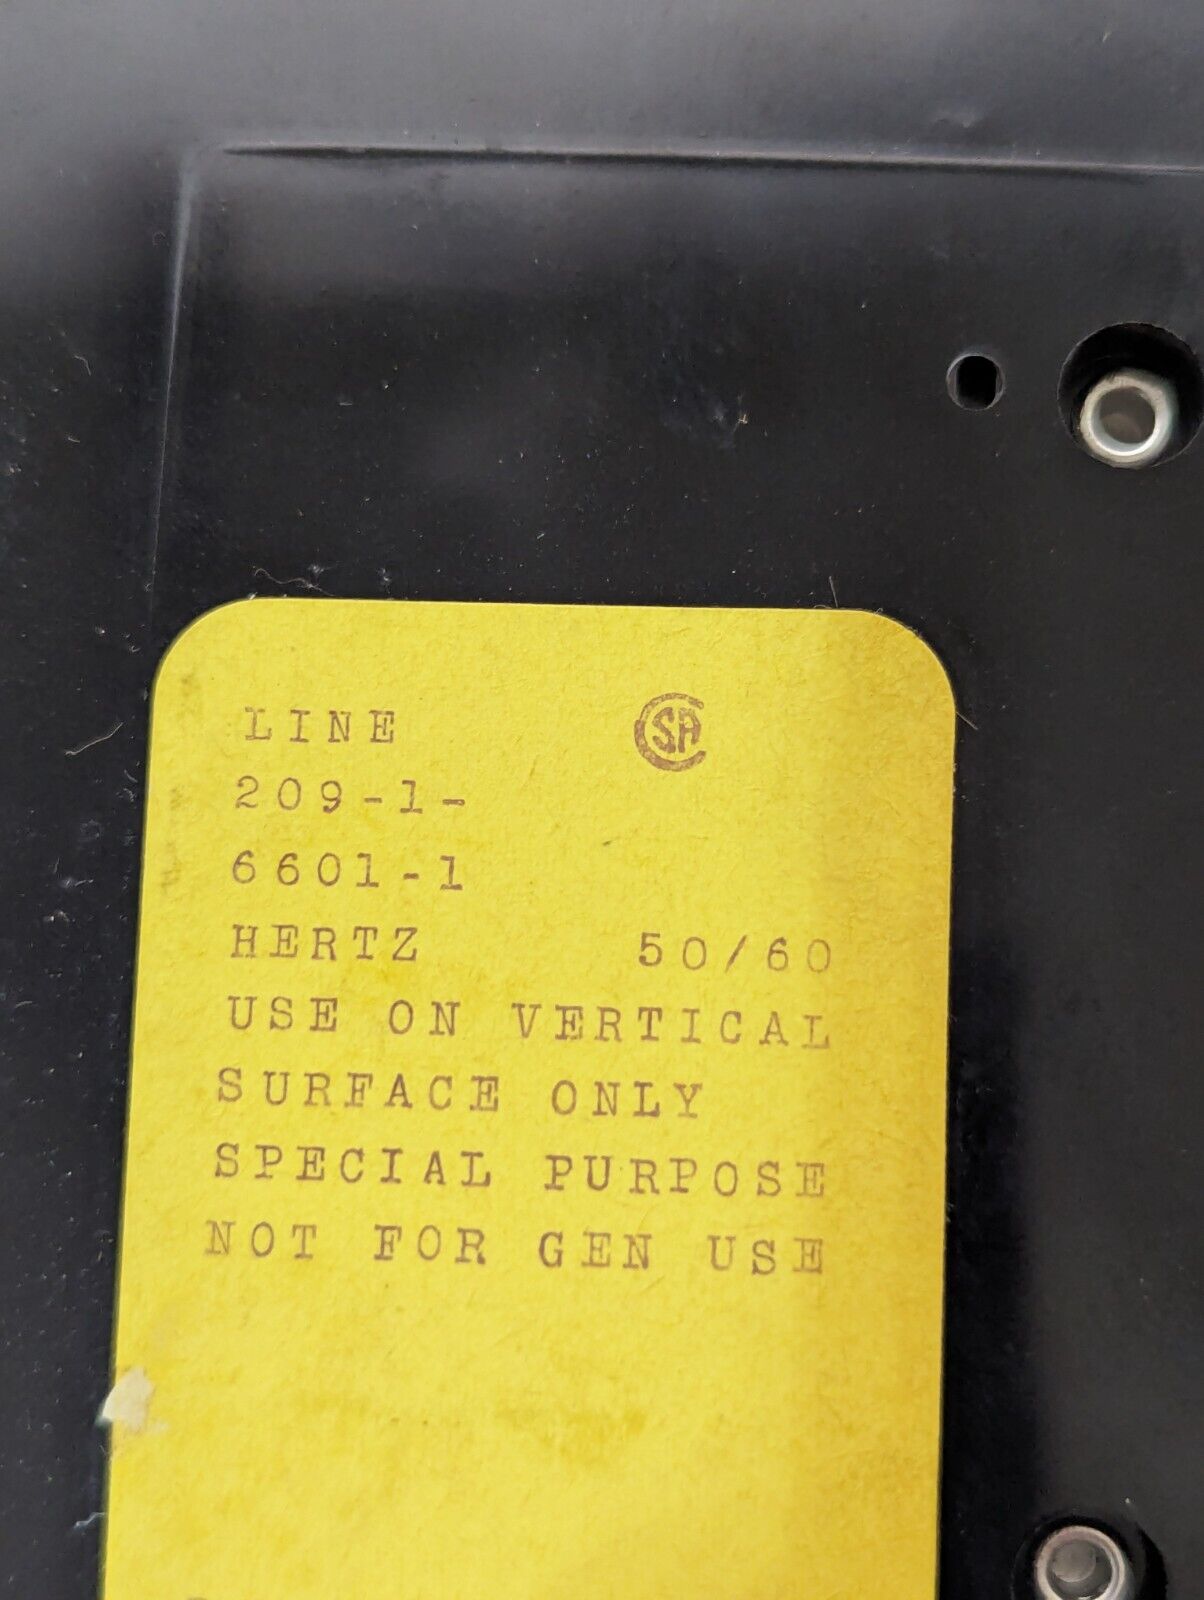 LINE
SA
209-1-
6601-1
HERTZ 50/60
USE ON VERTICAL
SURFACE ONLY
SPECIAL PURPOSE
NOT FOR GEN USE